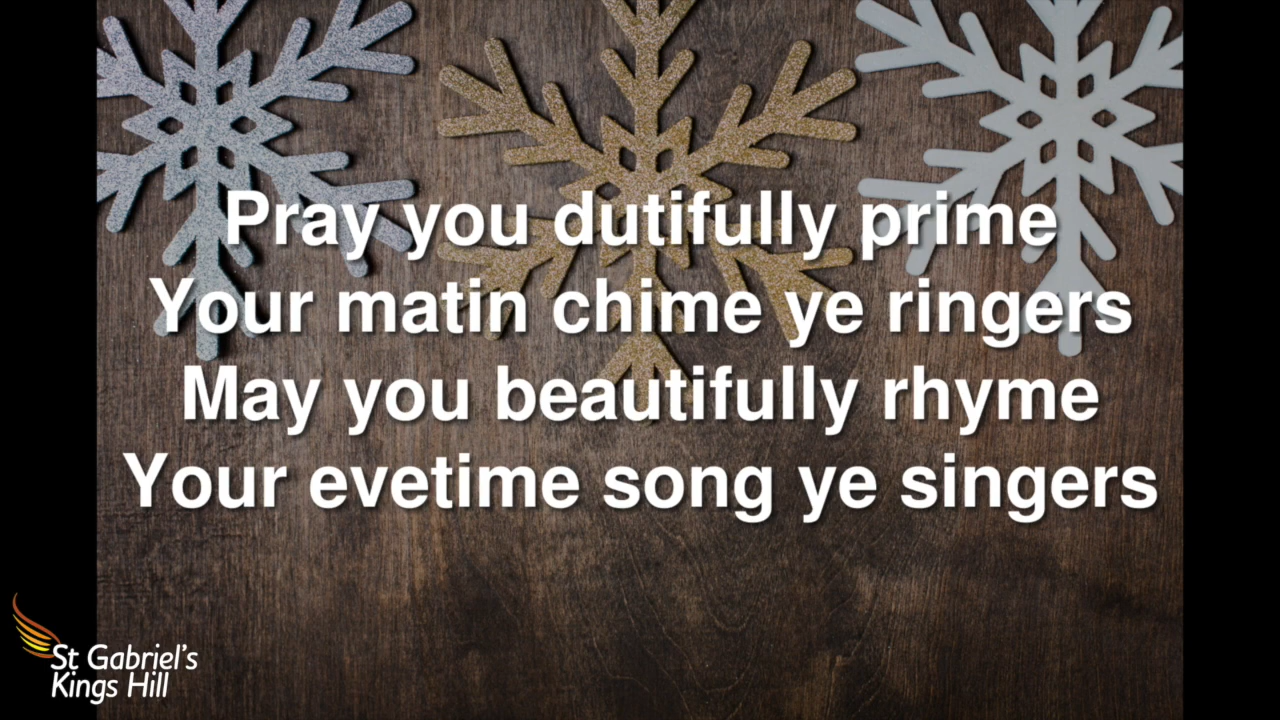 Pray you dutifully prime
Your matin chime ye ringers
May you beautifully rhyme
Your evetime song ye singers
St Gabriel's
Kings Hill